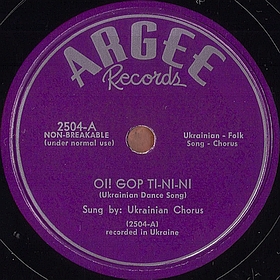 ARGEE
Records
2504-A
NON-BREAKABLE
(under normal use)
Ukrainian - Folk
Song - Chorus
OI! GOP TI-NI-NI
(Ukrainian Dance Song)
Sung by: Ukrainian Chorus
(2504-A)
recorded in Ukraine